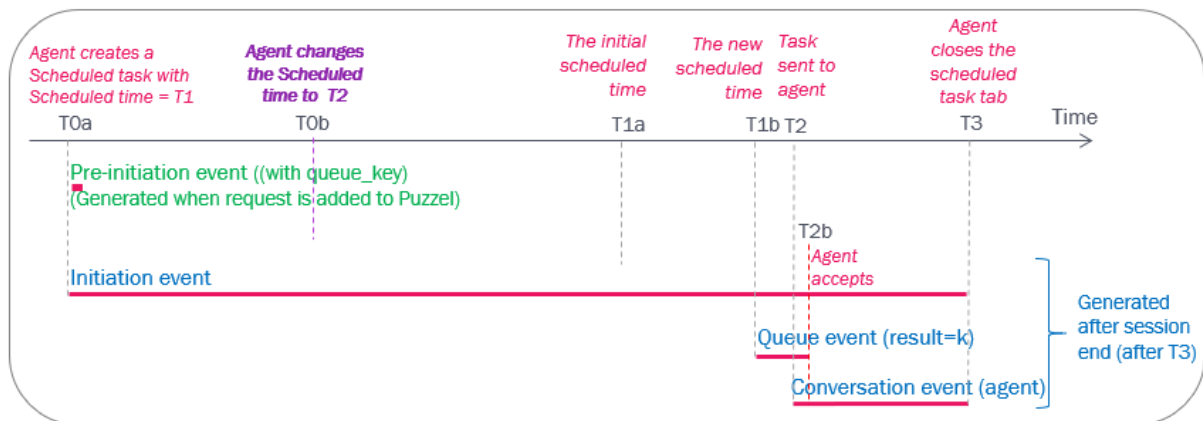 Agent creates a
Scheduled task with
Scheduled time = T1
Agent changes
the Scheduled
time to T2
The initial
scheduled
time
The new
scheduled
time
Task
sent to
agent
Agent
closes the
scheduled
task tab
T0a
T0b
T1a
T1b
T2
T3
Time
Pre-initiation event ((with queue_key)
(Generated when request is added to Puzzel)
T2b
Agent
accepts
Initiation event
Queue event (result=k)
Conversation event (agent)
Generated
after session
end (after T3)